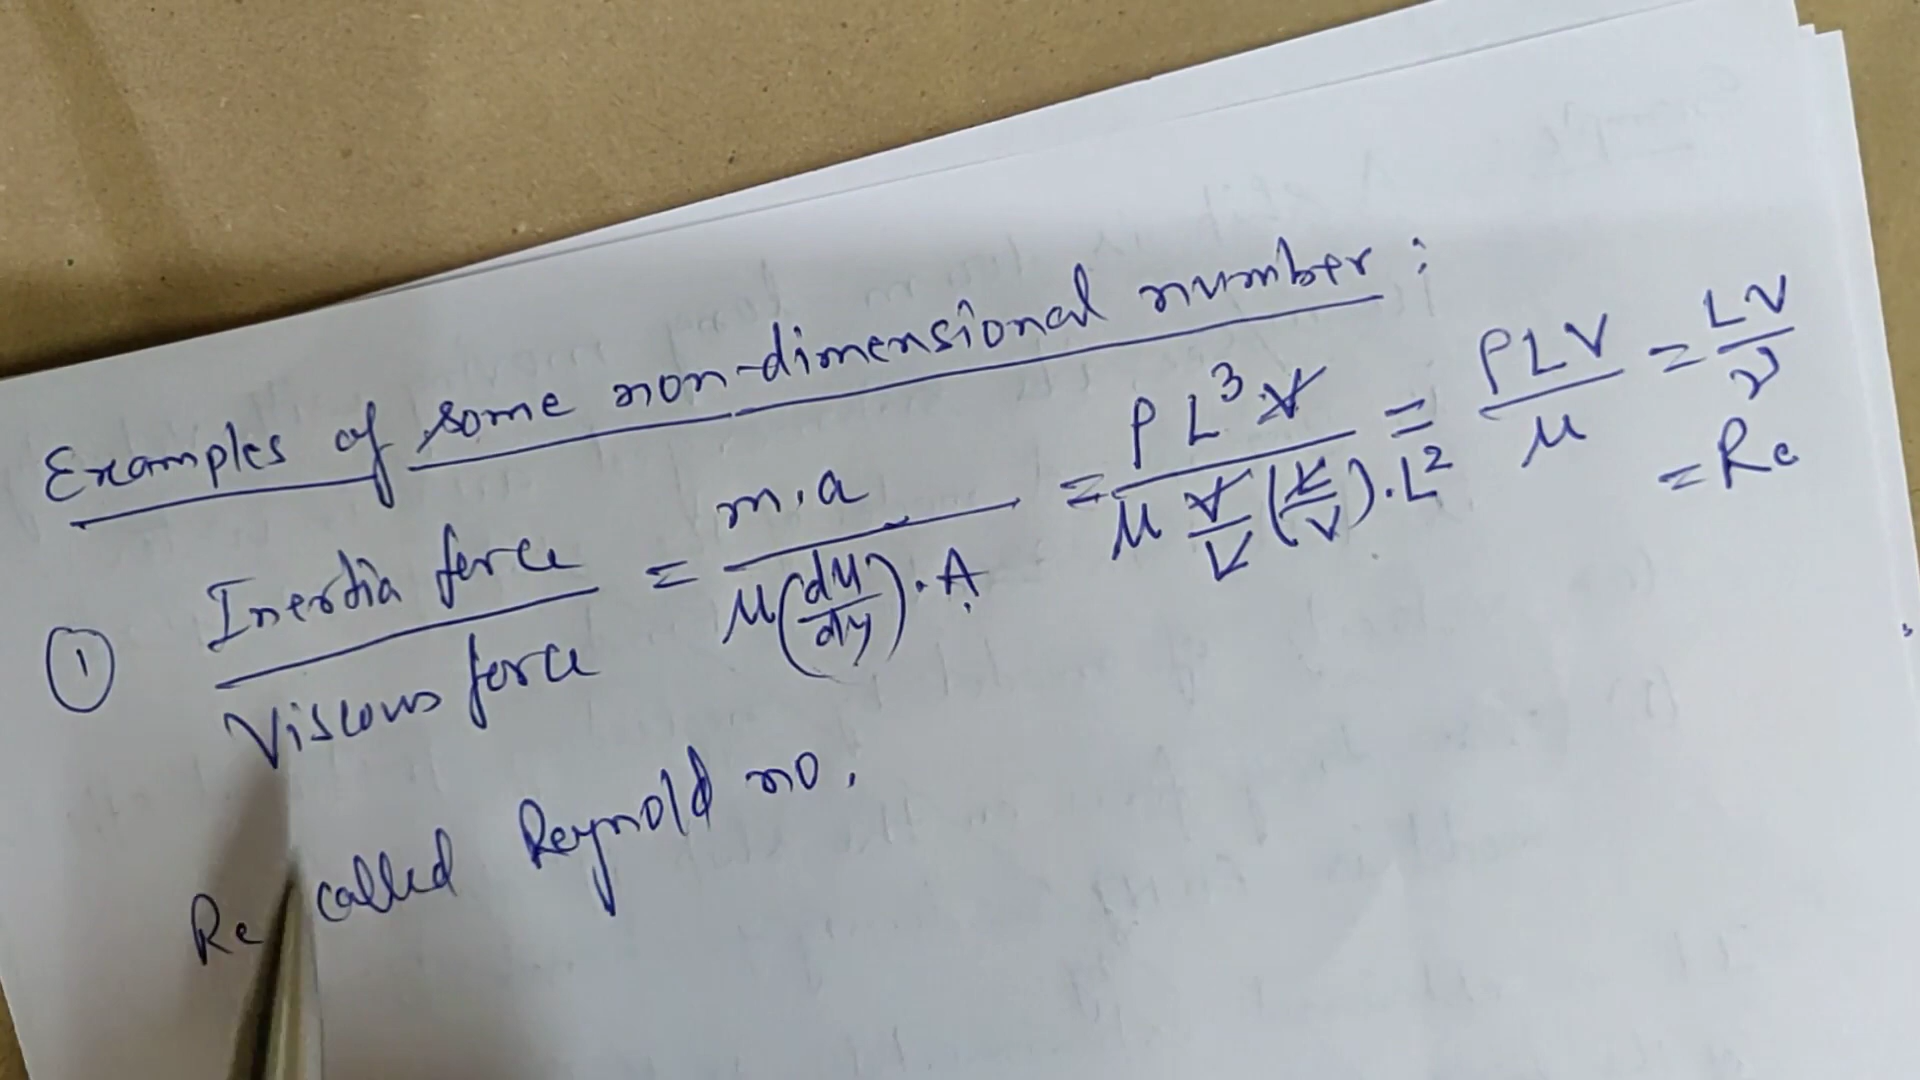 Examples of some non-dimensional number :
① Inertia force / Viscous force = m.a / μ(du/dy).A = ρL³V / μ V/L (L/V).L² = ρLV / μ = LV / ν
= Re
Re called Reynold no.